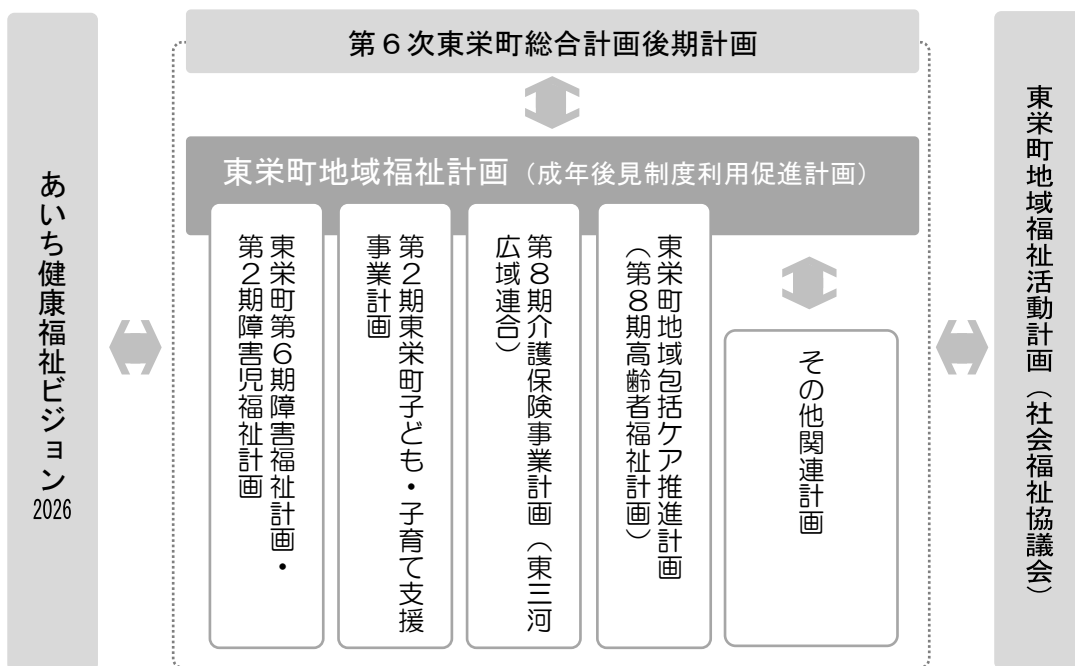 第６次東栄町総合計画後期計画
東栄町地域福祉計画（成年後見制度利用促進計画）
あいち健康福祉ビジョン
2026
東栄町第６期障害福祉計画・
第２期障害児福祉計画
第２期東栄町子ども・子育て支援
事業計画
第８期介護保険事業計画（東三河
広域連合）
東栄町地域包括ケア推進計画
（第８期高齢者福祉計画）
その他関連計画
東栄町地域福祉活動計画（社会福祉協議会）